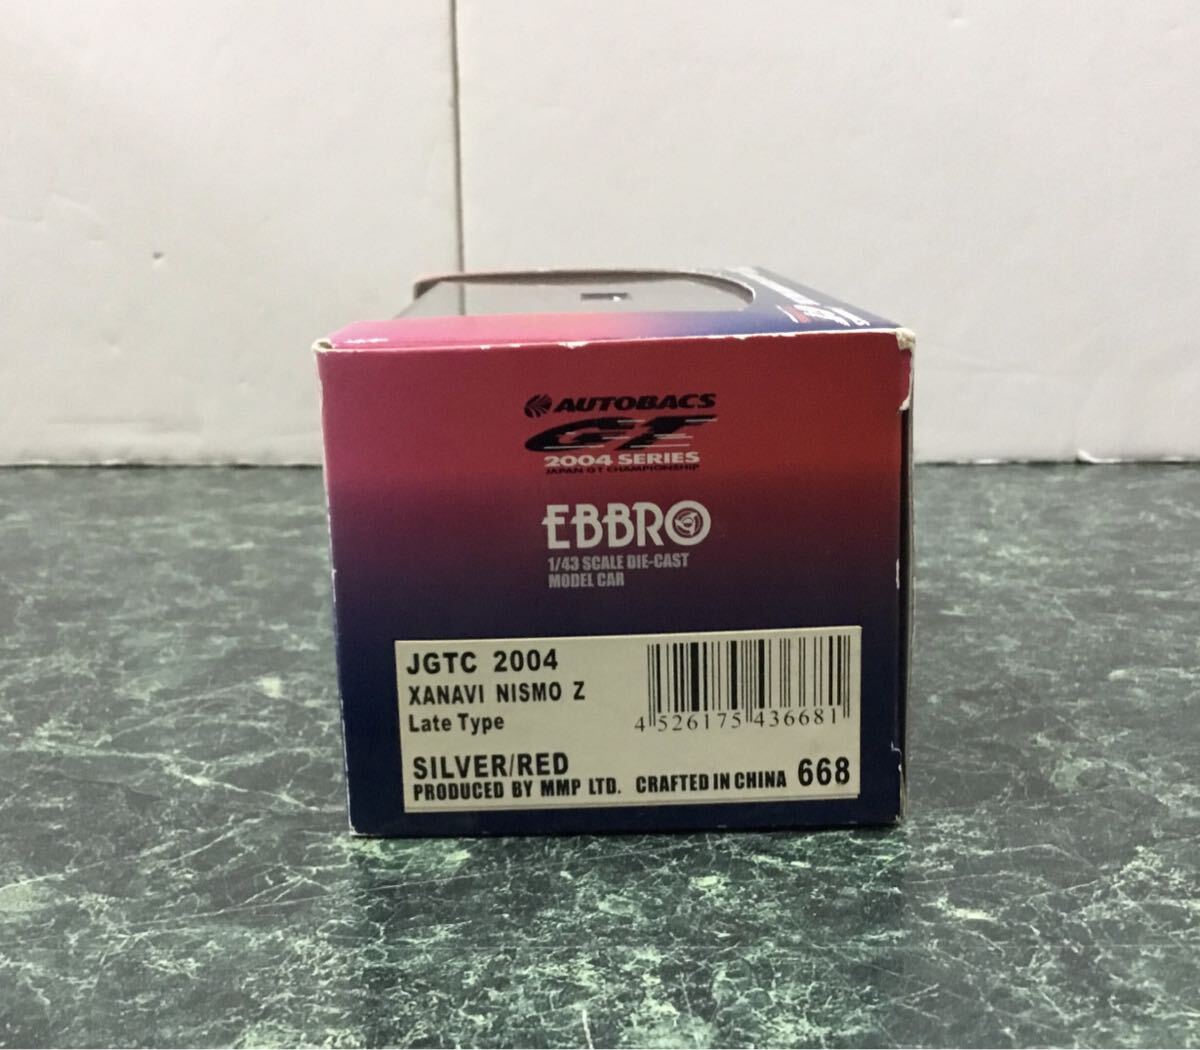 AUTOBACS
GT
2004 SERIES
JAPAN GT CHAMPIONSHIP
EBBRO
1/43 SCALE DIE-CAST
MODEL CAR
JGTC 2004
XANAVI NISMO Z
Late Type
4 526175 436681
SILVER/RED
PRODUCED BY MMP LTD. CRAFTED IN CHINA 668